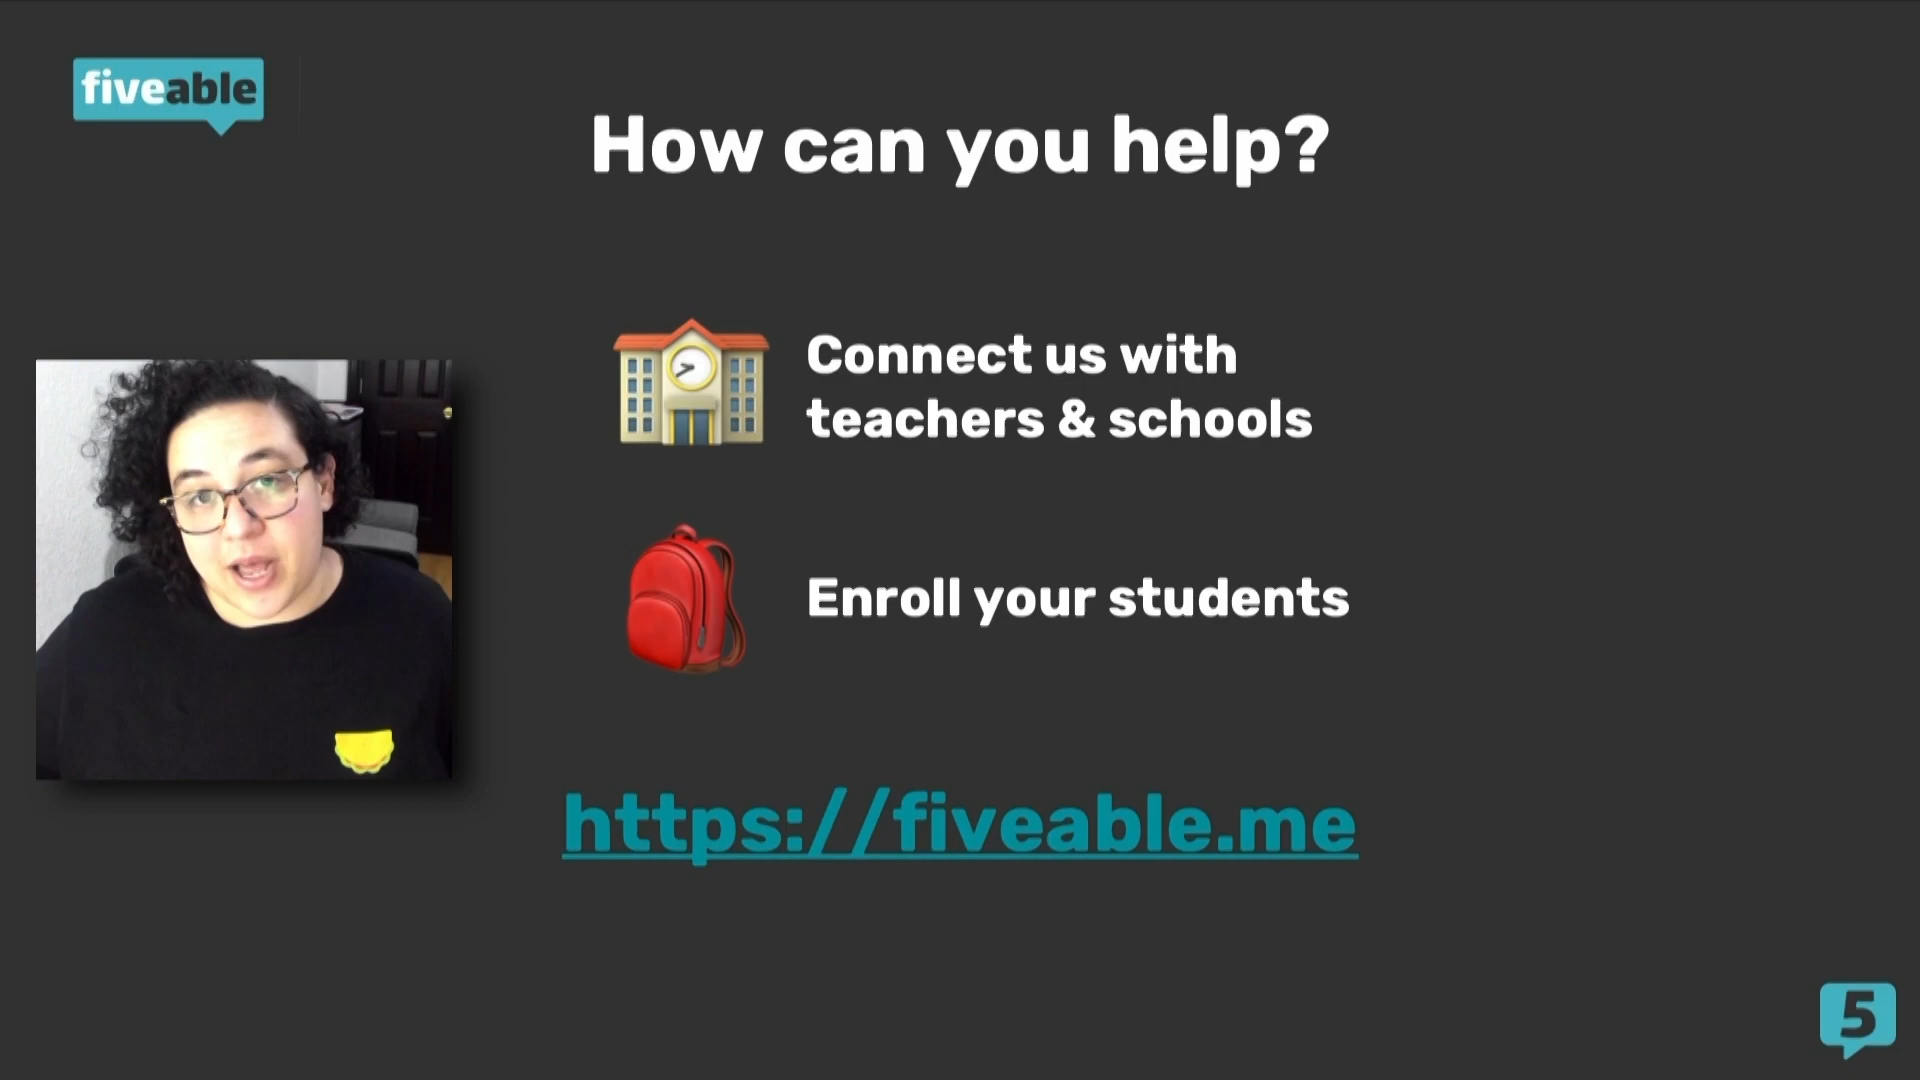 fiveable
How can you help?
Connect us with
teachers & schools
Enroll your students
https://fiveable.me
5